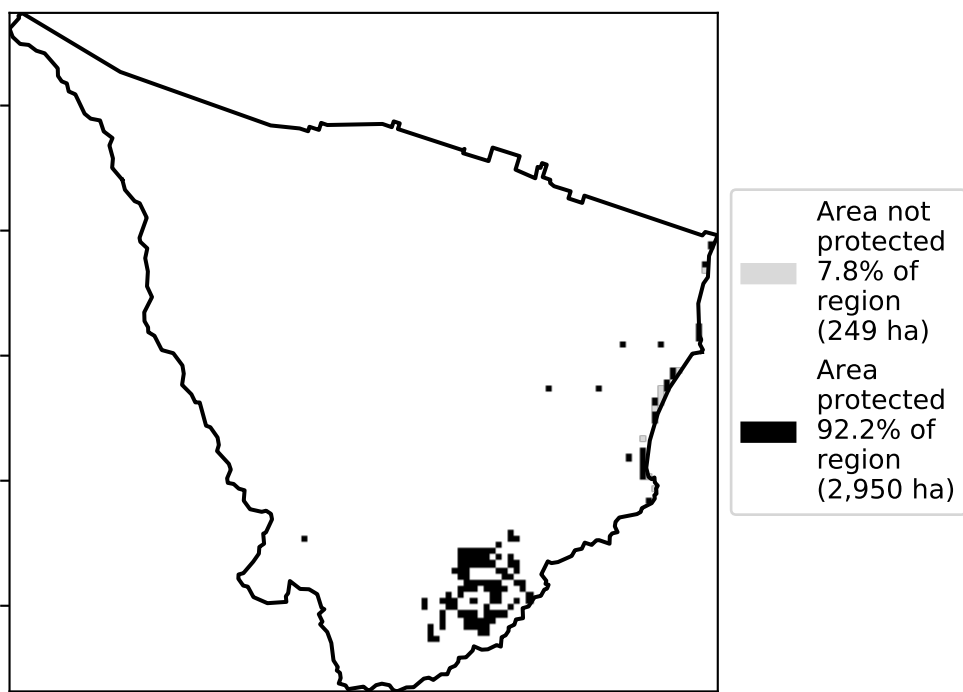 Area not
protected
7.8% of
region
(249 ha)
Area
protected
92.2% of
region
(2,950 ha)